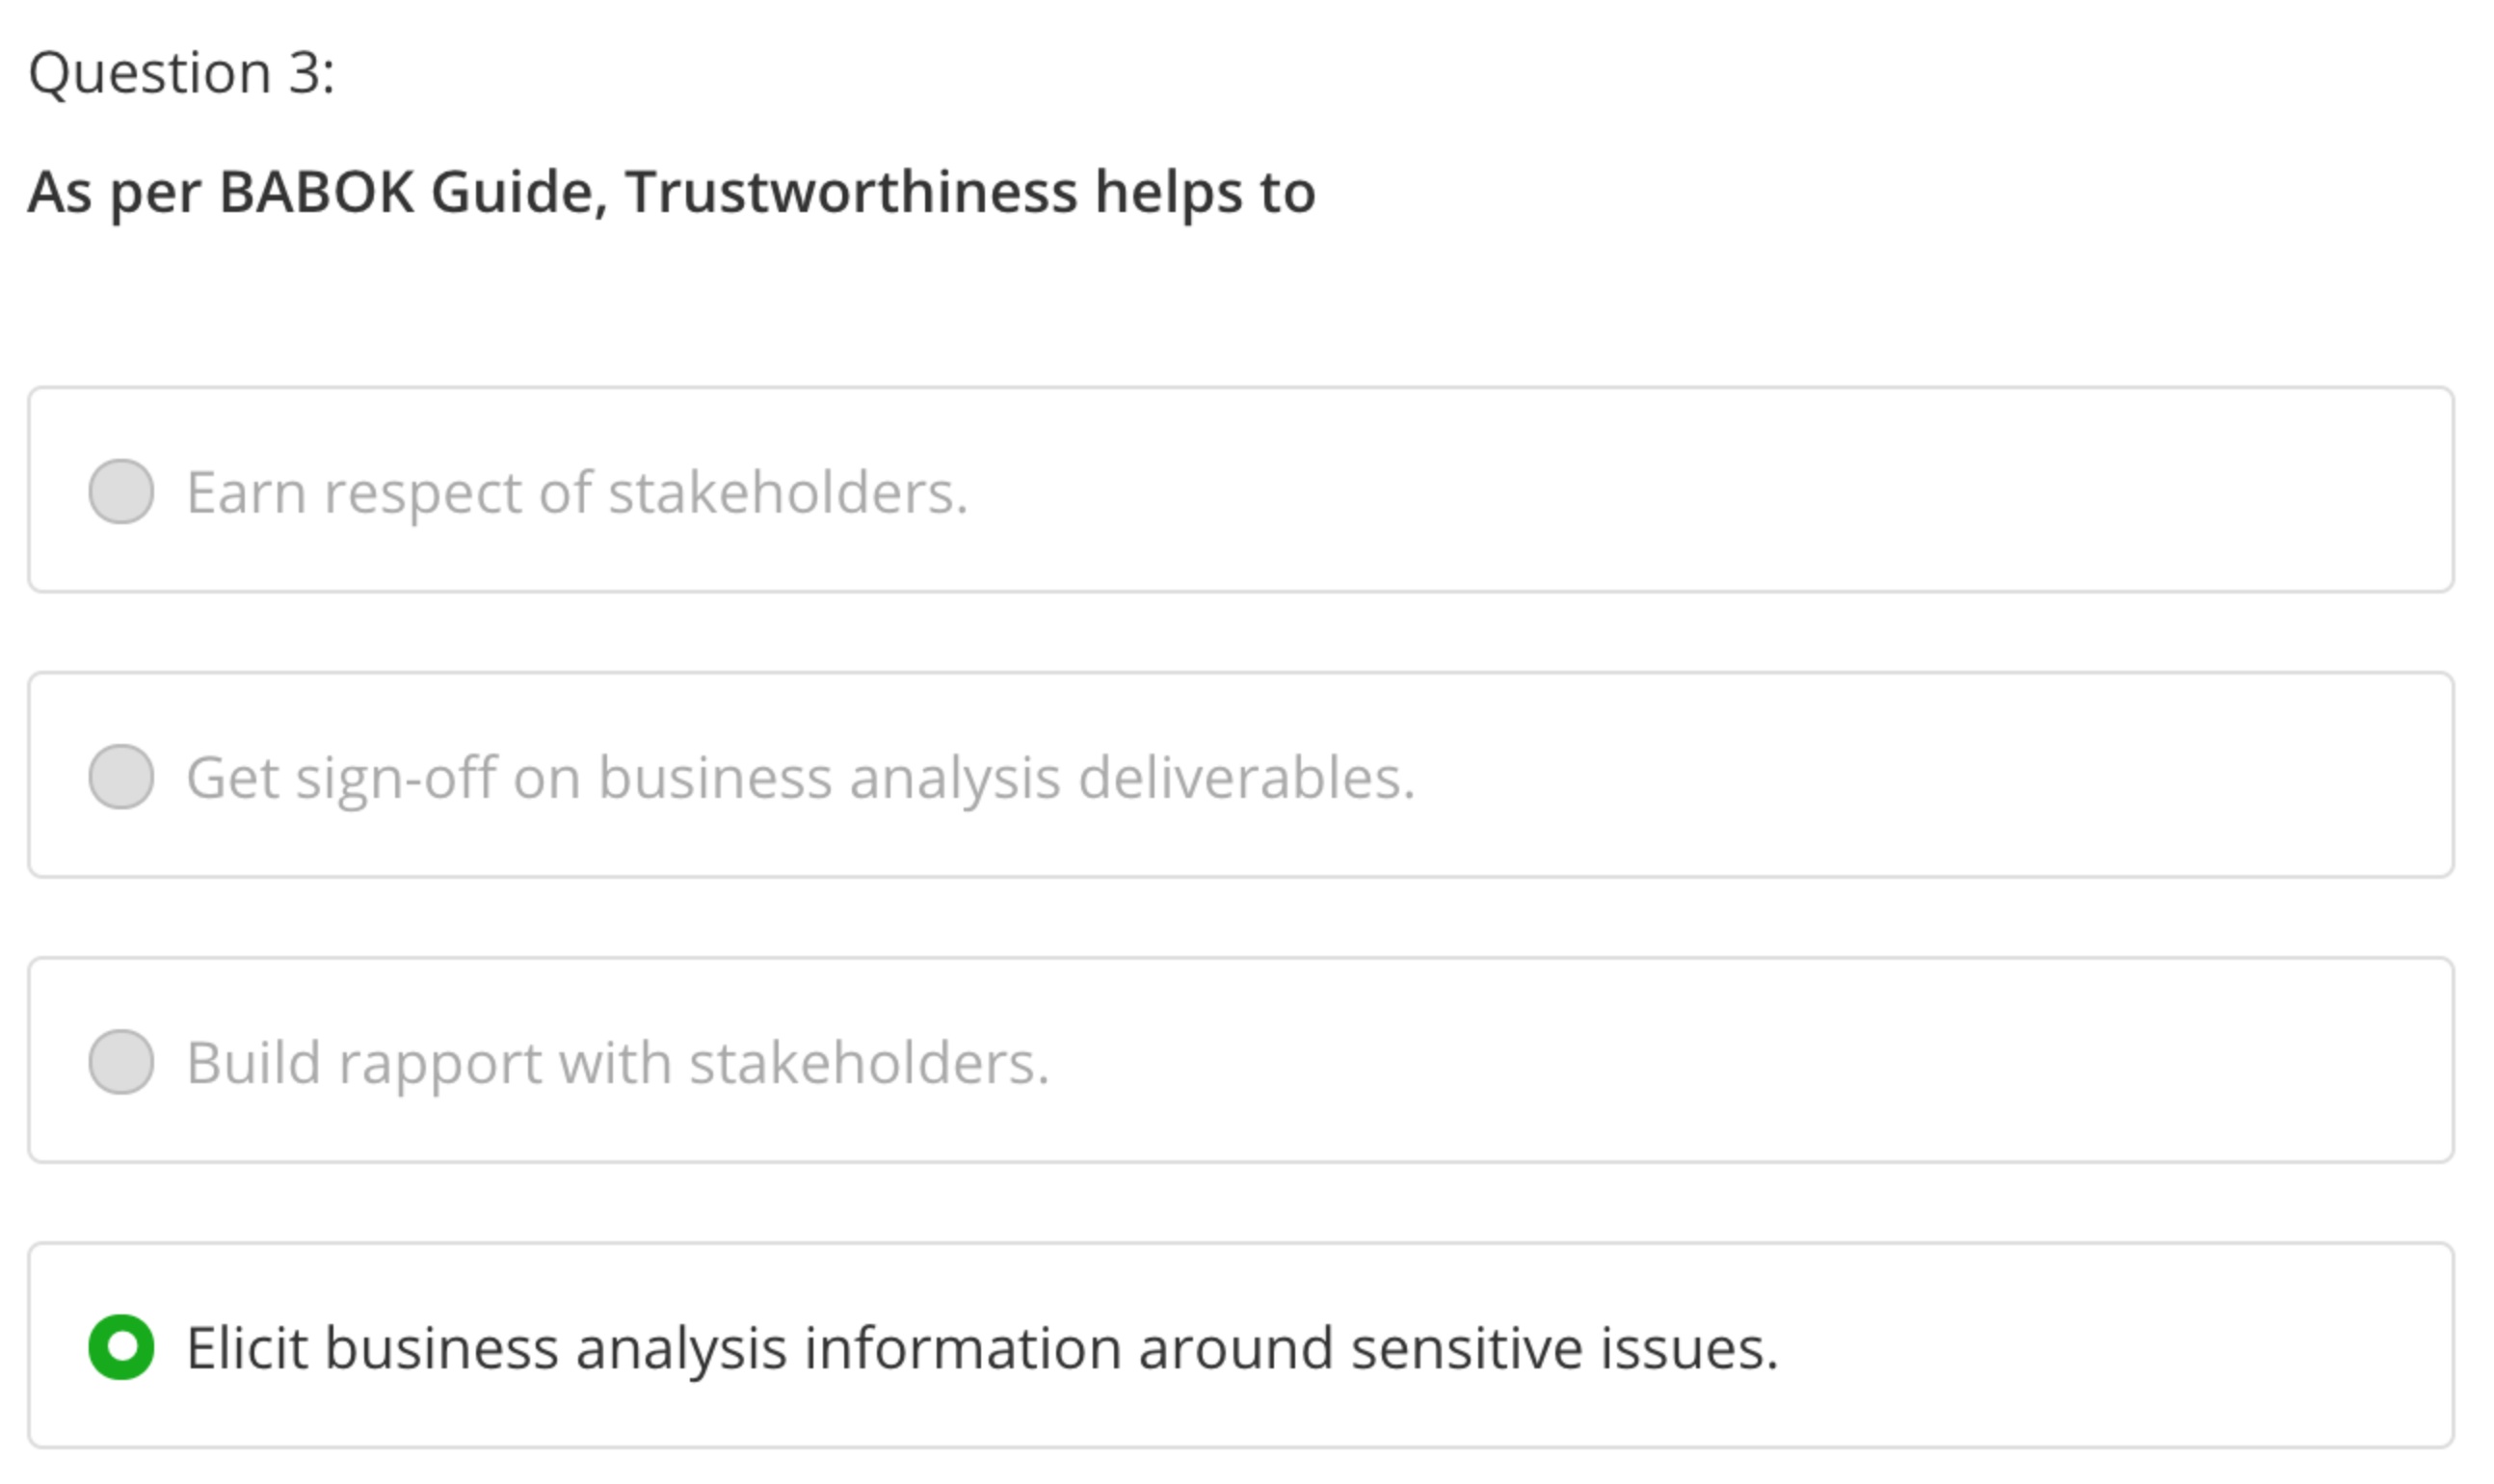 Question 3:
As per BABOK Guide, Trustworthiness helps to
Earn respect of stakeholders.
Get sign-off on business analysis deliverables.
Build rapport with stakeholders.
Elicit business analysis information around sensitive issues.